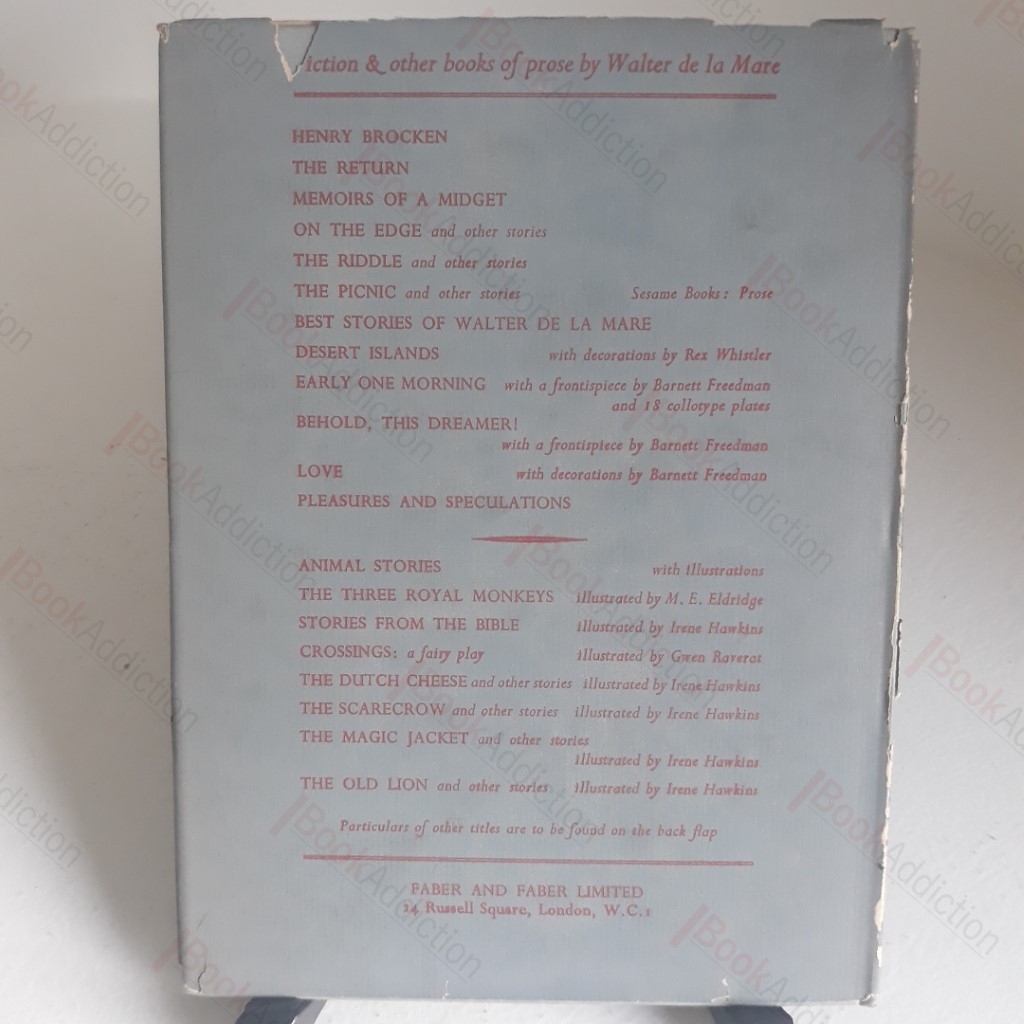 iction & other books of prose by Walter de la Mare
HENRY BROCKEN
THE RETURN
MEMOIRS OF A MIDGET
ON THE EDGE and other stories
THE RIDDLE and other stories
THE PICNIC and other stories Sesame Books: Prose
BEST STORIES OF WALTER DE LA MARE
DESERT ISLANDS with decorations by Rex Whistler
EARLY ONE MORNING with a frontispiece by Barnett Freedman
and 18 collotype plates
BEHOLD, THIS DREAMER!
with a frontispiece by Barnett Freedman
LOVE with decorations by Barnett Freedman
PLEASURES AND SPECULATIONS
ANIMAL STORIES with illustrations
THE THREE ROYAL MONKEYS illustrated by M. E. Eldridge
STORIES FROM THE BIBLE illustrated by Irene Hawkins
CROSSINGS: a fairy play illustrated by Gwen Raverat
THE DUTCH CHEESE and other stories illustrated by Irene Hawkins
THE SCARECROW and other stories illustrated by Irene Hawkins
THE MAGIC JACKET and other stories
illustrated by Irene Hawkins
THE OLD LION and other stories illustrated by Irene Hawkins
Particulars of other titles are to be found on the back flap
FABER AND FABER LIMITED
24 Russell Square, London, W.C.1
BookAddiction